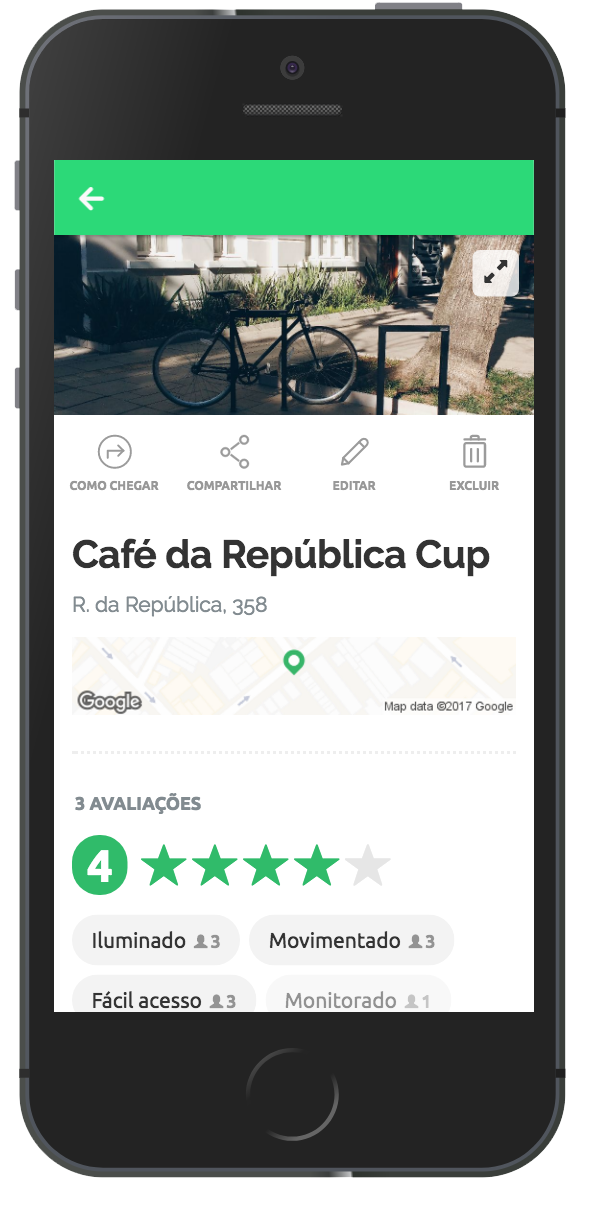 COMO CHEGAR COMPARTILHAR EDITAR EXCLUIR
Café da República Cup
R. da República, 358
Google Map data ©2017 Google
3 AVALIAÇÕES
4
Iluminado 3 Movimentado 3
Fácil acesso 3 Monitorado 1